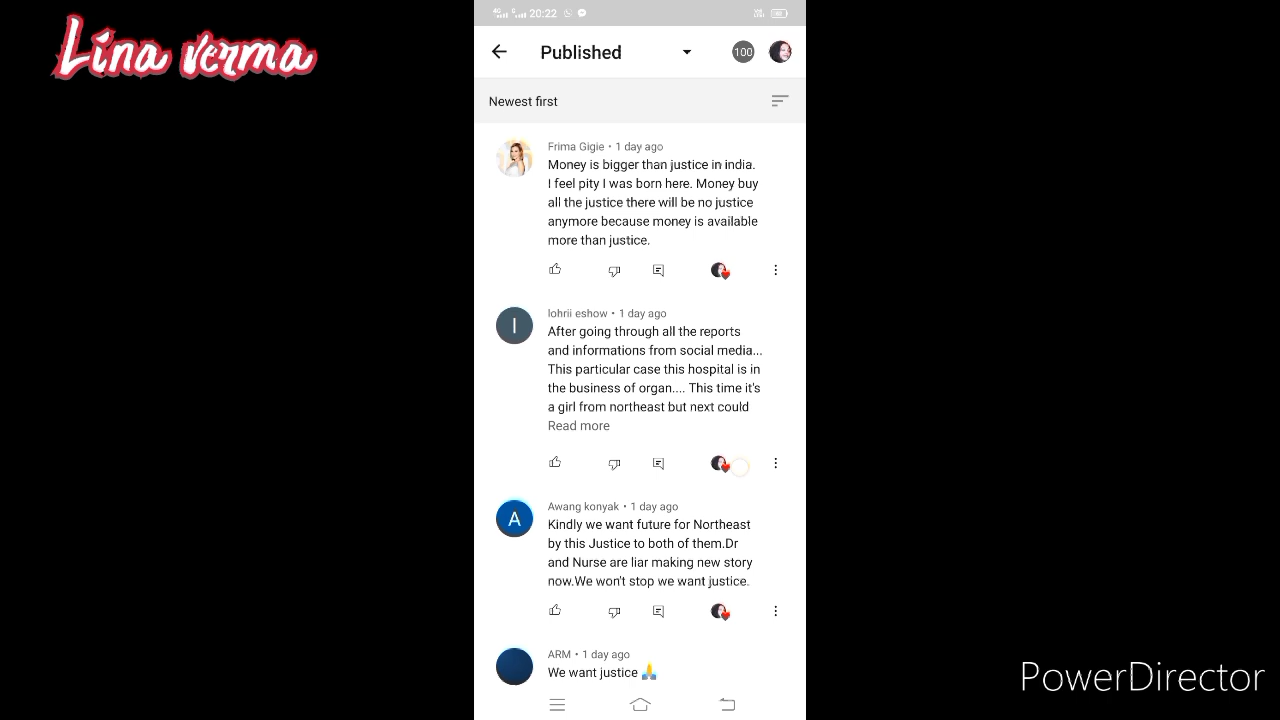 Lina verma
20:22
Published
100
Newest first
Frima Gigie • 1 day ago
Money is bigger than justice in india.
I feel pity I was born here. Money buy
all the justice there will be no justice
anymore because money is available
more than justice.
I
lohrii eshow • 1 day ago
After going through all the reports
and informations from social media...
This particular case this hospital is in
the business of organ.... This time it's
a girl from northeast but next could
Read more
A
Awang konyak • 1 day ago
Kindly we want future for Northeast
by this Justice to both of them.Dr
and Nurse are liar making new story
now.We won't stop we want justice.
ARM • 1 day ago
We want justice 🙏
PowerDirector